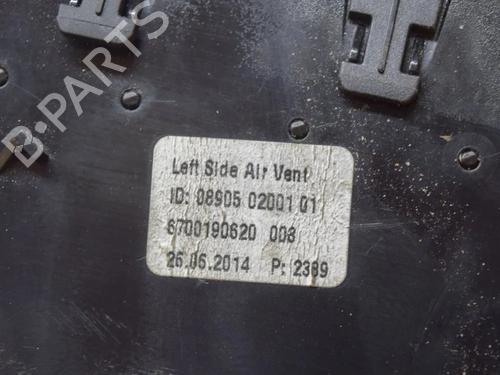 B·PARTS
Left Side Air Vent
ID: 08905 02001 01
6700190620 008
26.06.2014 P: 2389